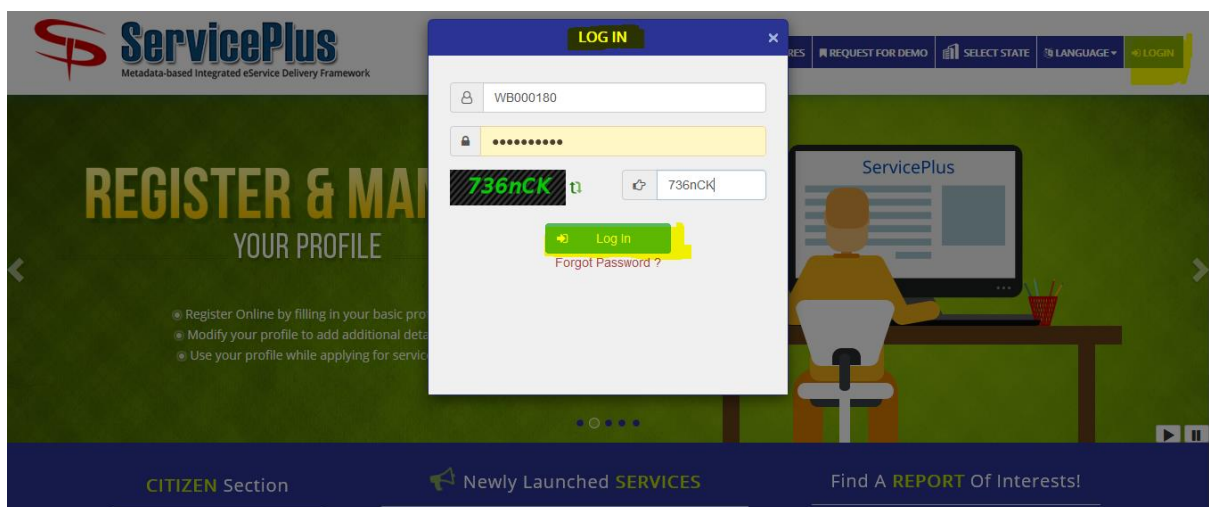 ServicePlus
Metadata-based Integrated eService Delivery Framework
RES
REQUEST FOR DEMO
SELECT STATE
LANGUAGE
LOGIN
LOG IN
×
WB000180
••••••••••
736nCK
736nCK
Log In
Forgot Password ?
REGISTER & MA
YOUR PROFILE
Register Online by filling in your basic pro
Modify your profile to add additional deta
Use your profile while applying for servic
ServicePlus
CITIZEN Section
Newly Launched SERVICES
Find A REPORT Of Interests!